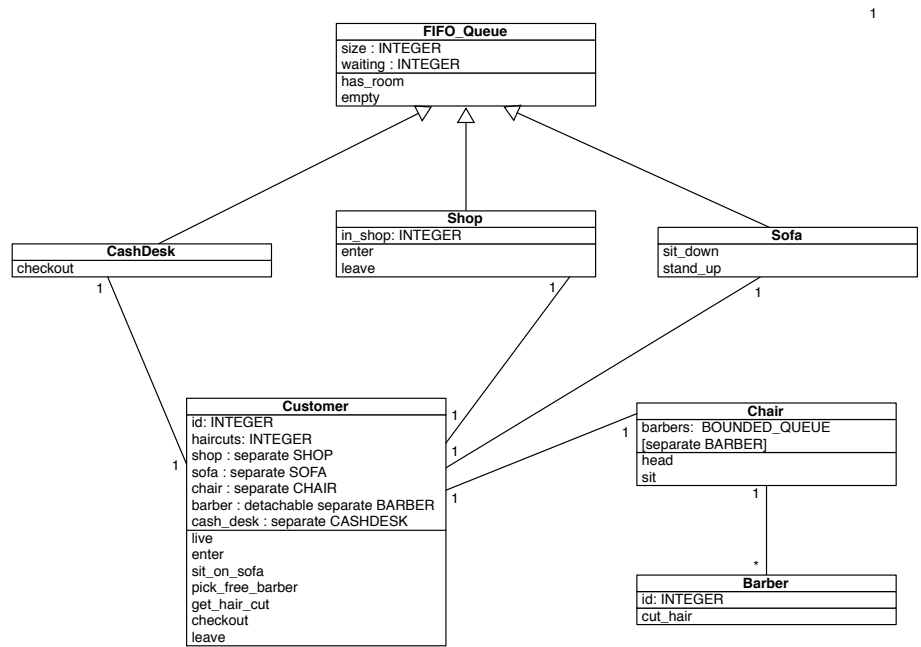 1
FIFO_Queue
size : INTEGER
waiting : INTEGER
has_room
empty
CashDesk
checkout
1
Shop
in_shop: INTEGER
enter
leave
1
Sofa
sit_down
stand_up
1
Customer
id: INTEGER
haircuts: INTEGER
shop : separate SHOP
sofa : separate SOFA
chair : separate CHAIR
barber : detachable separate BARBER
cash_desk : separate CASHDESK
live
enter
sit_on_sofa
pick_free_barber
get_hair_cut
checkout
leave
1
1
1
1
Chair
barbers: BOUNDED_QUEUE
[separate BARBER]
head
sit
1
1
*
Barber
id: INTEGER
cut_hair